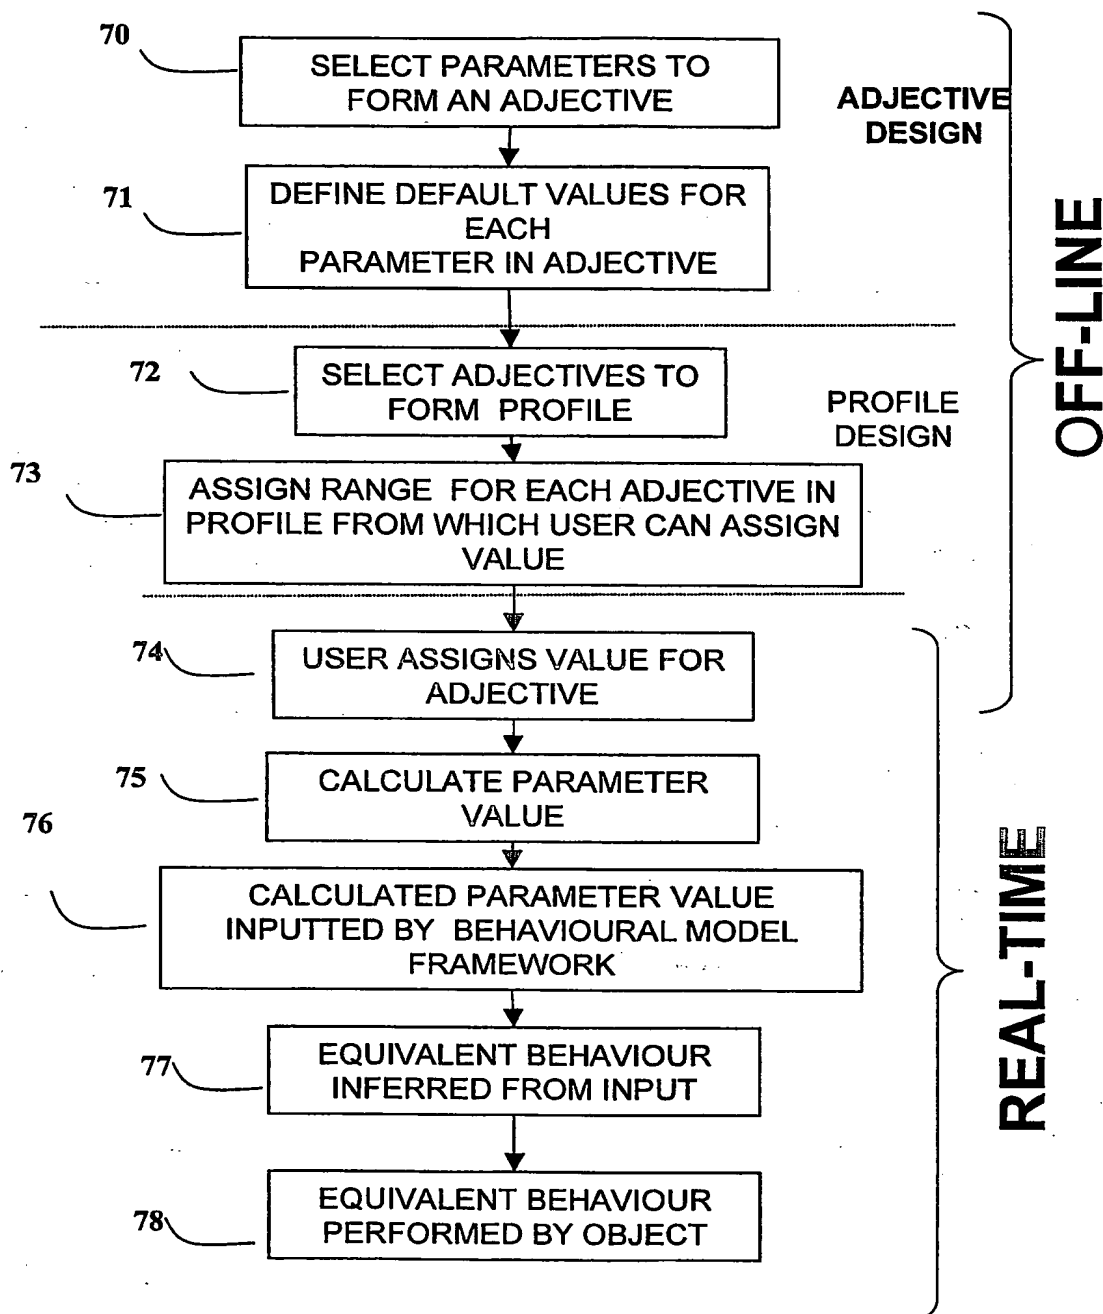 70
SELECT PARAMETERS TO
FORM AN ADJECTIVE
ADJECTIVE
DESIGN
71
DEFINE DEFAULT VALUES FOR
EACH
PARAMETER IN ADJECTIVE
OFF-LINE
72
SELECT ADJECTIVES TO
FORM PROFILE
PROFILE
DESIGN
73
ASSIGN RANGE FOR EACH ADJECTIVE IN
PROFILE FROM WHICH USER CAN ASSIGN
VALUE
74
USER ASSIGNS VALUE FOR
ADJECTIVE
75
CALCULATE PARAMETER
VALUE
76
CALCULATED PARAMETER VALUE
INPUTTED BY BEHAVIOURAL MODEL
FRAMEWORK
REAL-TIME
77
EQUIVALENT BEHAVIOUR
INFERRED FROM INPUT
78
EQUIVALENT BEHAVIOUR
PERFORMED BY OBJECT